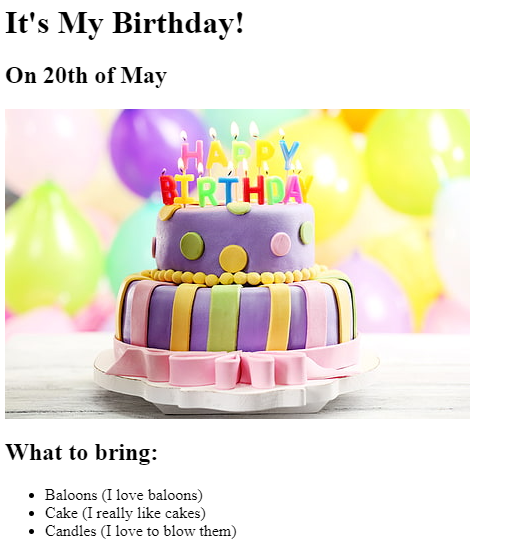 It's My Birthday!
On 20th of May
HAPPY
BIRTHDAY
What to bring:
Baloons (I love baloons)
Cake (I really like cakes)
Candles (I love to blow them)